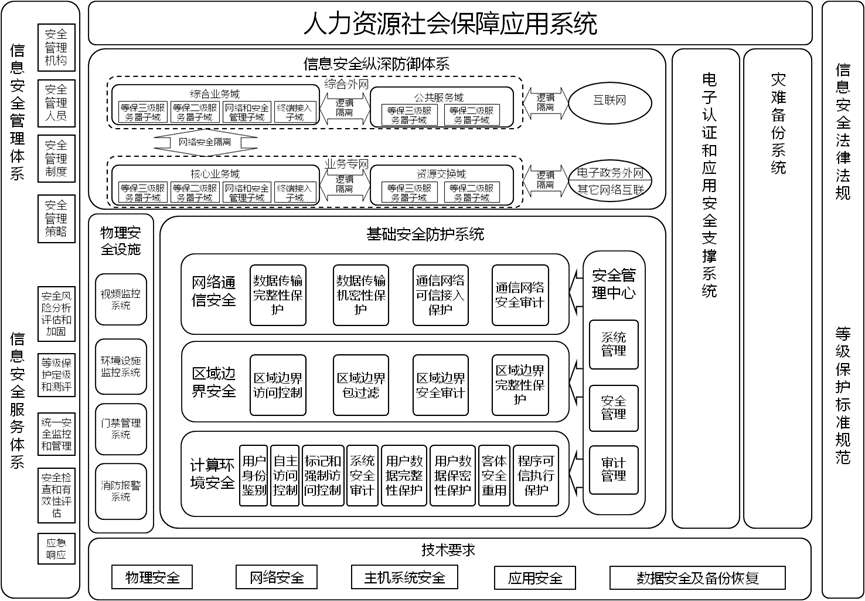 人力资源社会保障应用系统
信息安全管理体系
安全
管理
机构
安全
管理
人员
安全
管理
制度
安全
管理
策略
信息安全服务体系
安全风
险分析
评估和
加固
等级保
护定级
和测评
统一安
全监控
和管理
安全检
查和有
效性评
估
应急
响应
信息安全纵深防御体系
综合外网
综合业务域
等保三级服
务器子域
等保二级服
务器子域
网络和安全
管理子域
终端接入
子域
逻辑
隔离
公共服务域
等保三级服
务器子域
等保二级服
务器子域
逻辑
隔离
互联网
网络安全隔离
业务专网
核心业务域
等保三级服
务器子域
等保二级服
务器子域
网络和安全
管理子域
终端接入
子域
逻辑
隔离
资源交换域
等保三级服
务器子域
等保二级服
务器子域
逻辑
隔离
电子政务外网
其它网络互联
物理安
全设施
视频监控
系统
环境设施
监控系统
门禁管理
系统
消防报警
系统
基础安全防护系统
网络通
信安全
数据传输
完整性保
护
数据传输
机密性保
护
通信网络
可信接入
保护
通信网络
安全审计
区域边
界安全
区域边界
访问控制
区域边界
包过滤
区域边界
安全审计
区域边界
完整性保
护
计算环
境安全
用户
身份
鉴别
自主
访问
控制
标记和
强制访
问控制
系统
安全
审计
用户数
据完整
性保护
用户数
据保密
性保护
客体
安全
重用
程序可
信执行
保护
安全管
理中心
系统
管理
安全
管理
审计
管理
电子认证和应用安全支撑系统
灾难备份系统
信息安全法律法规
等级保护标准规范
技术要求
物理安全
网络安全
主机系统安全
应用安全
数据安全及备份恢复